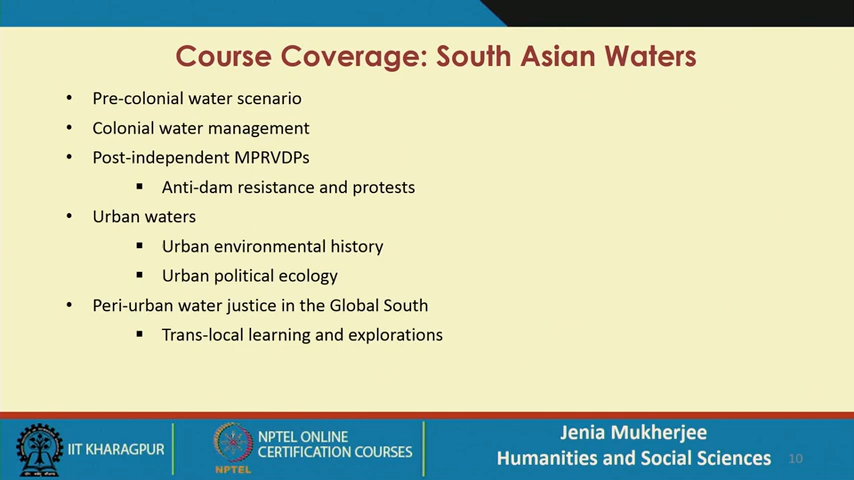 Course Coverage: South Asian Waters
• Pre-colonial water scenario
• Colonial water management
• Post-independent MPRVDPs
▪ Anti-dam resistance and protests
• Urban waters
▪ Urban environmental history
▪ Urban political ecology
• Peri-urban water justice in the Global South
▪ Trans-local learning and explorations
IIT KHARAGPUR
NPTEL
NPTEL ONLINE
CERTIFICATION COURSES
Jenia Mukherjee
Humanities and Social Sciences
10